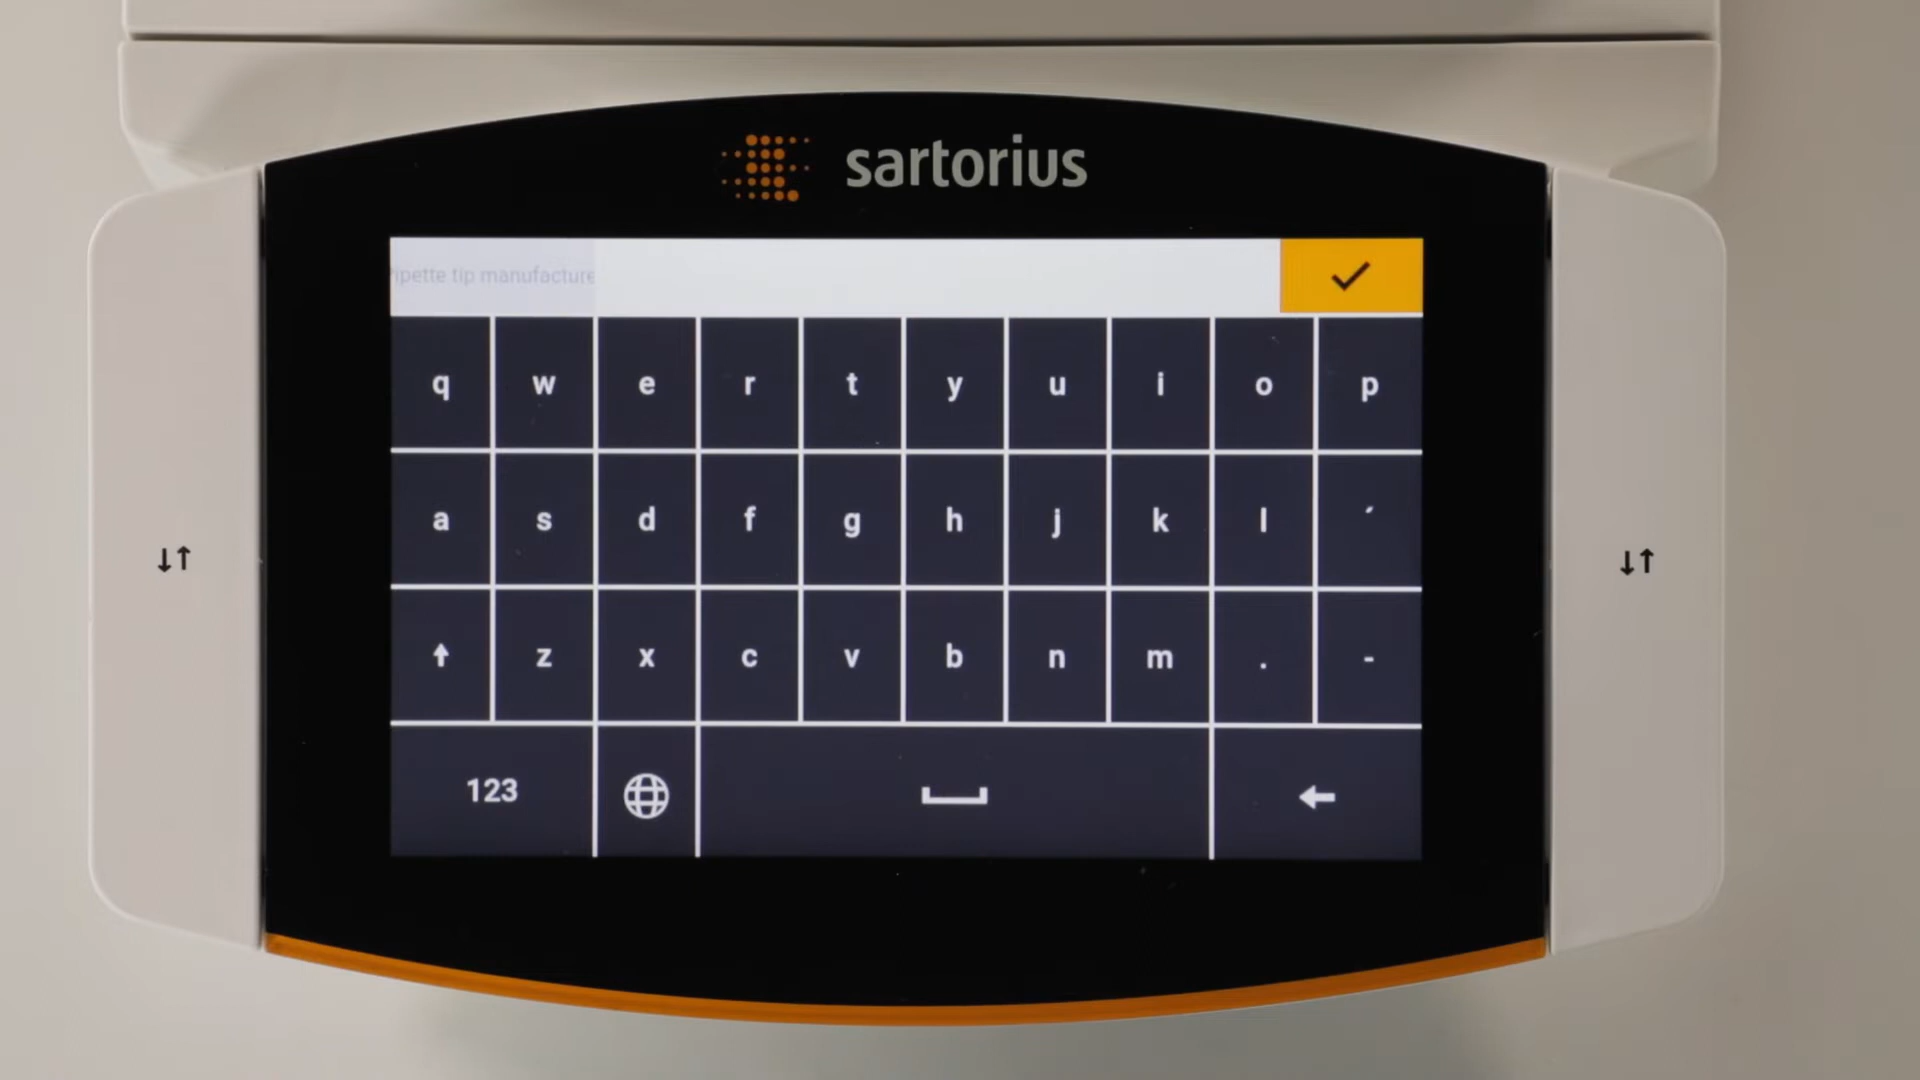 sartorius
ipette tip manufacture
q w e r t y u i o p
a s d f g h j k l ´
z x c v b n m . -
123